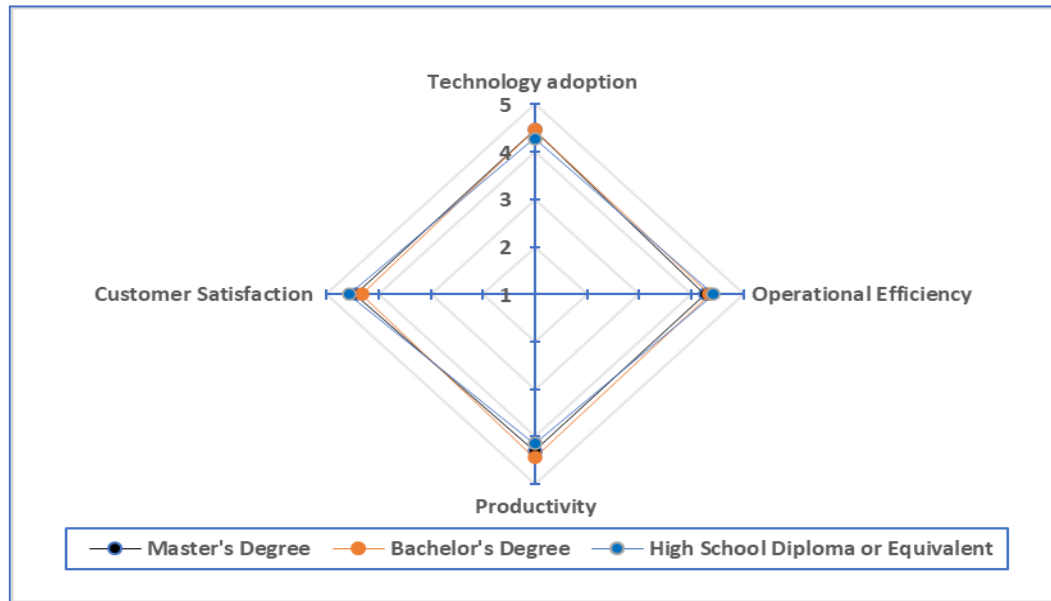 Technology adoption
5
4
3
2
1
Customer Satisfaction
Operational Efficiency
Productivity
Master's Degree
Bachelor's Degree
High School Diploma or Equivalent